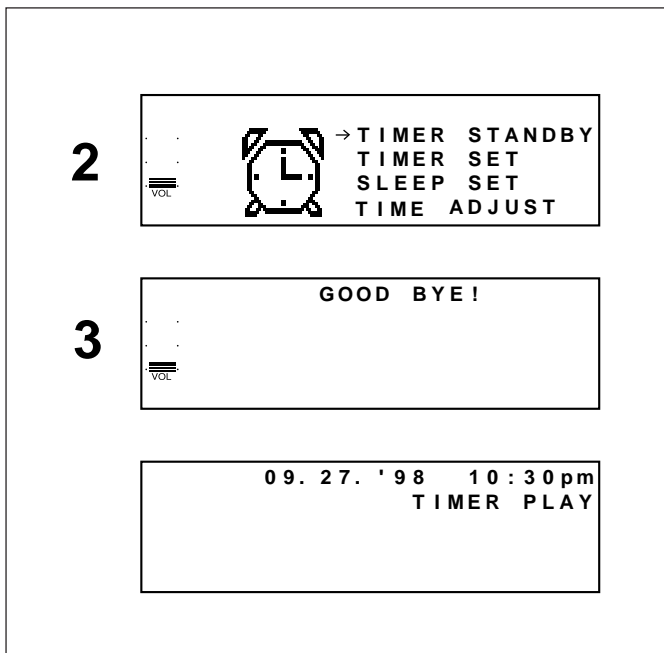 2
→TIMER STANDBY
TIMER SET
SLEEP SET
TIME ADJUST
VOL
3
GOOD BYE!
VOL
09.27.'98 10:30pm
TIMER PLAY